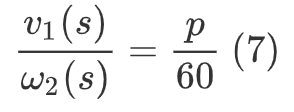 v₁(s)/ω₂(s) = p/60 (7)